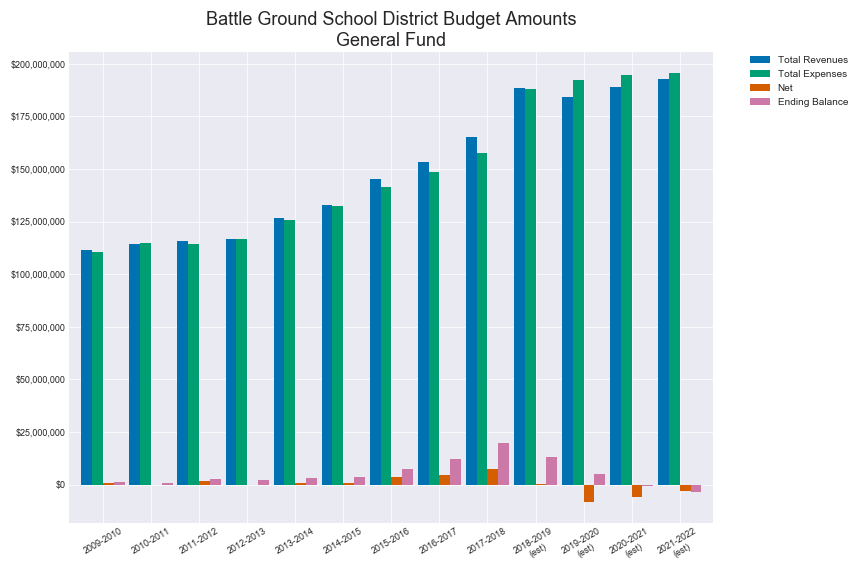 Battle Ground School District Budget Amounts
General Fund
Total Revenues
Total Expenses
Net
Ending Balance
$200,000,000
$175,000,000
$150,000,000
$125,000,000
$100,000,000
$75,000,000
$50,000,000
$25,000,000
$0
2009-2010
2010-2011
2011-2012
2012-2013
2013-2014
2014-2015
2015-2016
2016-2017
2017-2018
2018-2019
(est)
2019-2020
(est)
2020-2021
(est)
2021-2022
(est)